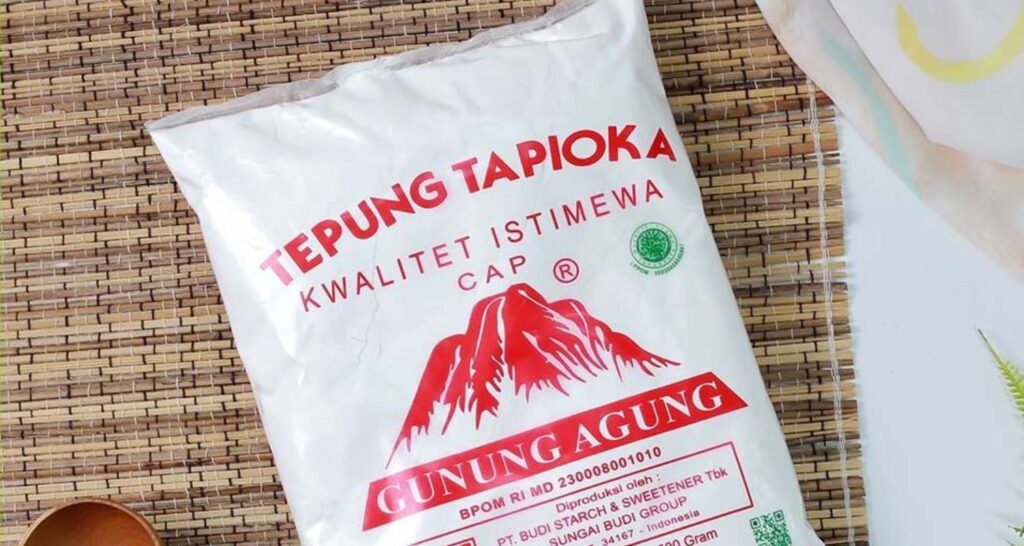 TEPUNG TAPIOKA
KWALITET ISTIMEWA
CAP ®
GUNUNG AGUNG
BPOM RI MD 230008001010
Diproduksi oleh :
PT. BUDI STARCH & SWEETENER Tbk
SUNGAI BUDI GROUP
34167 - Indonesia
Gram